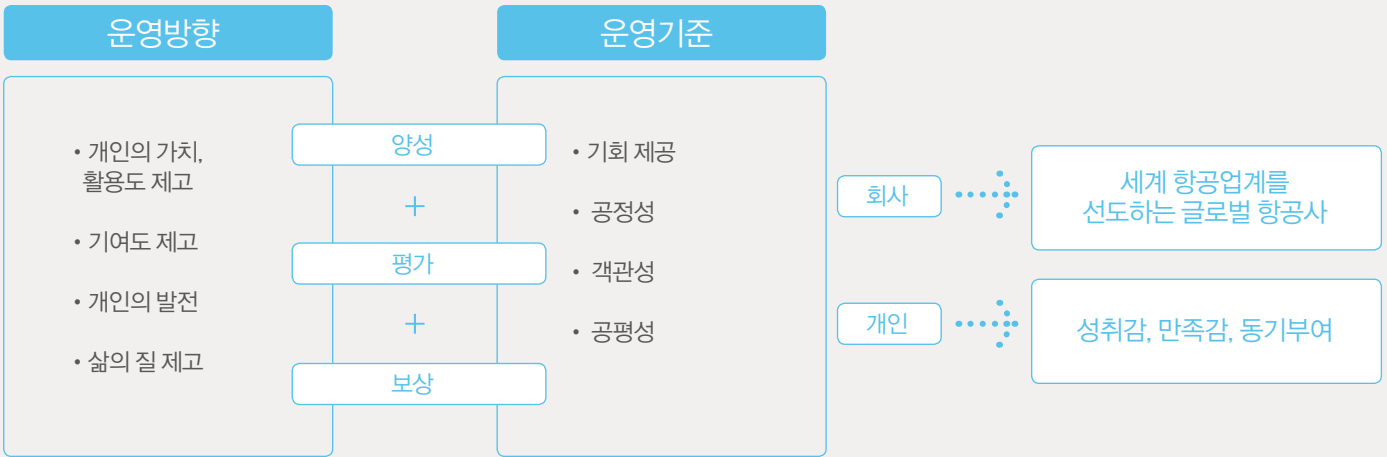 운영방향
• 개인의 가치,
활용도 제고
• 기여도 제고
• 개인의 발전
• 삶의 질 제고
양성
+
평가
+
보상
운영기준
• 기회 제공
• 공정성
• 객관성
• 공평성
회사
세계 항공업계를
선도하는 글로벌 항공사
개인
성취감, 만족감, 동기부여